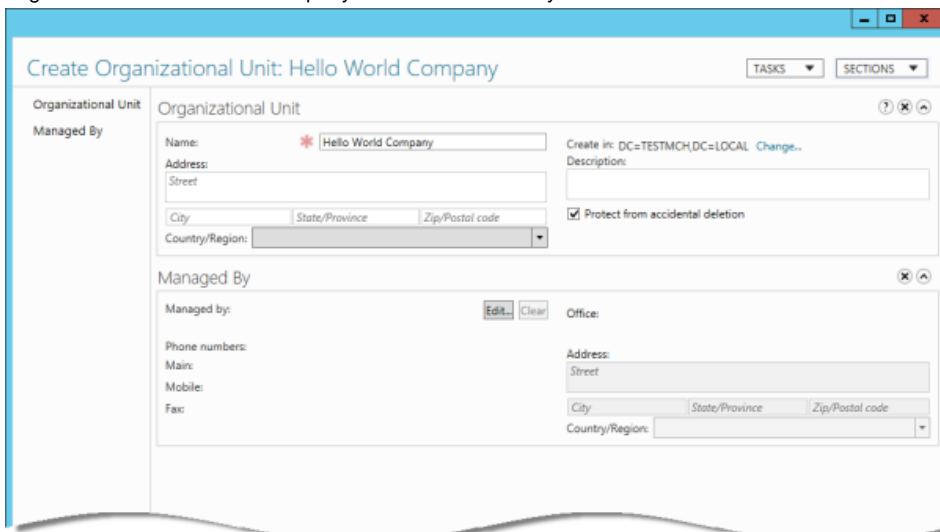 Create Organizational Unit: Hello World Company
TASKS
SECTIONS
Organizational Unit
Managed By
Organizational Unit
Name:
Hello World Company
Address:
Street
City
State/Province
Zip/Postal code
Country/Region:
Create in: DC=TESTMCH,DC=LOCAL Change...
Description:
Protect from accidental deletion
Managed By
Managed by:
Edit...
Clear
Phone numbers:
Main:
Mobile:
Fax:
Office:
Address:
Street
City
State/Province
Zip/Postal code
Country/Region: